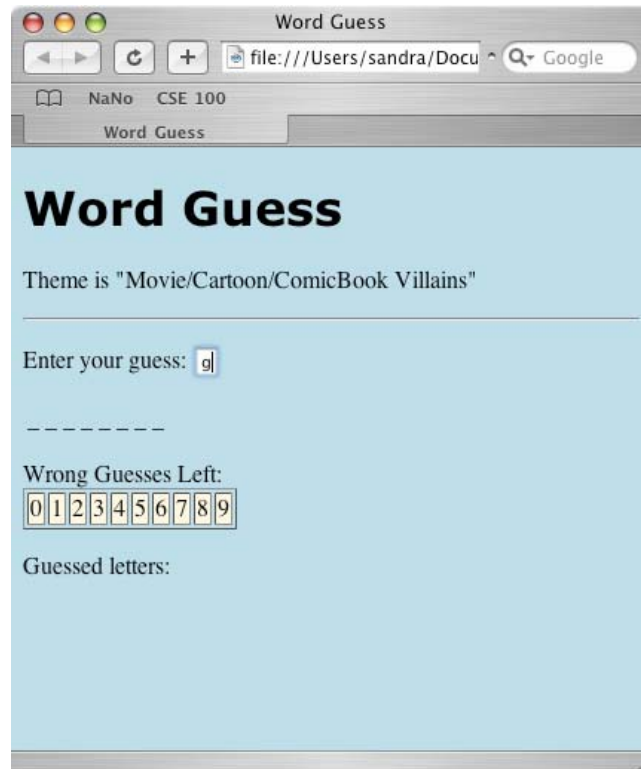 Word Guess
file:///Users/sandra/Docu
Google
NaNo CSE 100
Word Guess
Word Guess
Theme is "Movie/Cartoon/ComicBook Villains"
Enter your guess: g
_ _ _ _ _ _ _ _
Wrong Guesses Left:
0 1 2 3 4 5 6 7 8 9
Guessed letters: